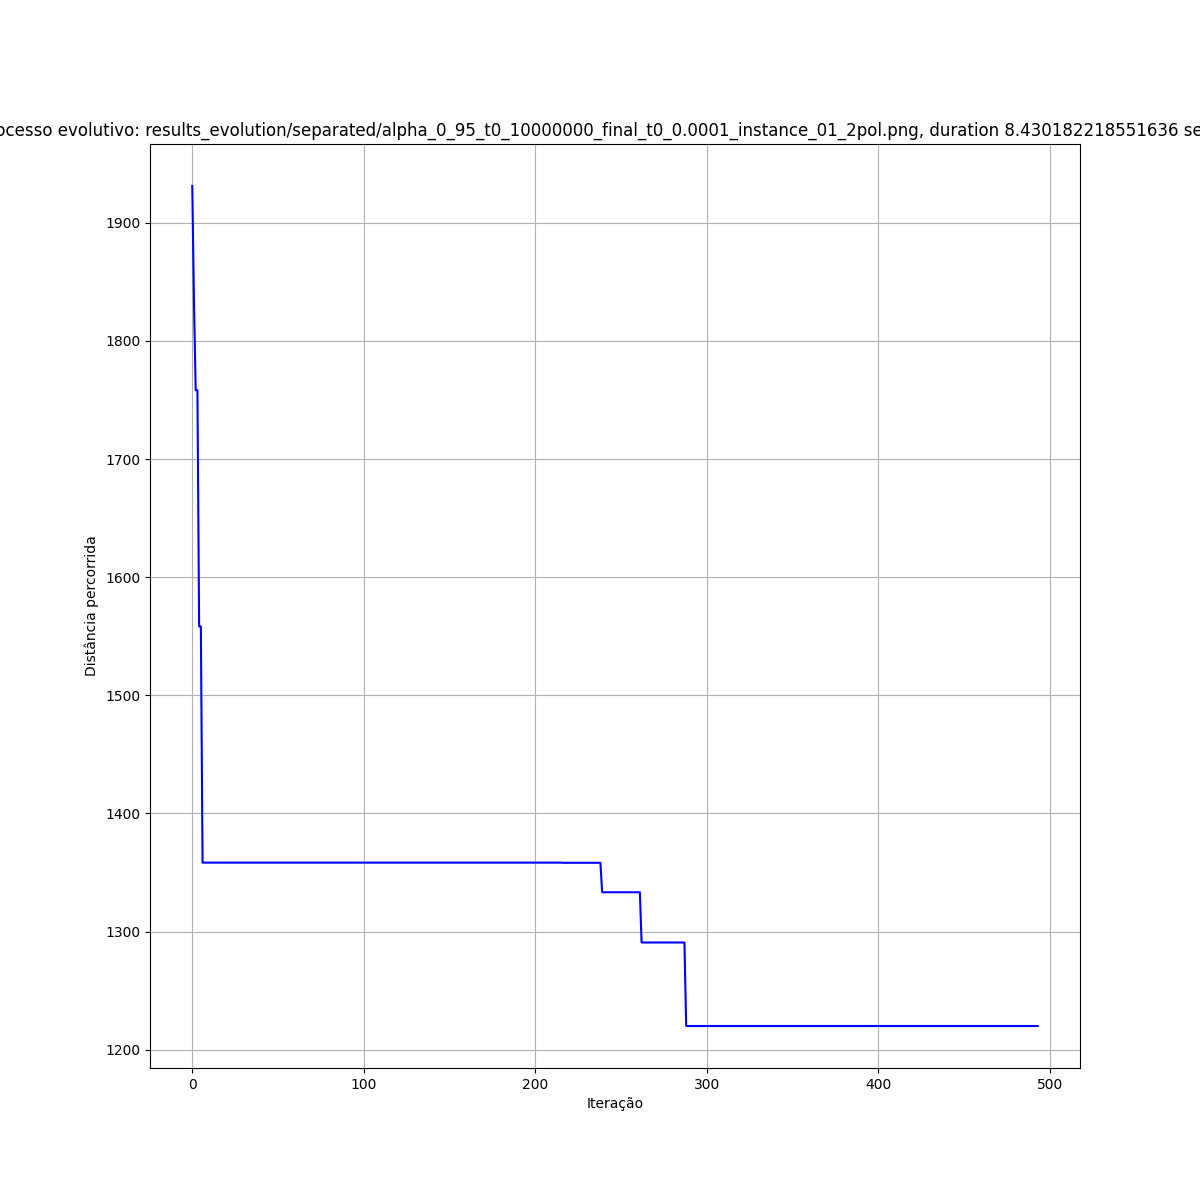 ocesso evolutivo: results_evolution/separated/alpha_0_95_t0_10000000_final_t0_0.0001_instance_01_2pol.png, duration 8.430182218551636 se
1900
1800
1700
1600
1500
1400
1300
1200
Distância percorrida
0 100 200 300 400 500
Iteração